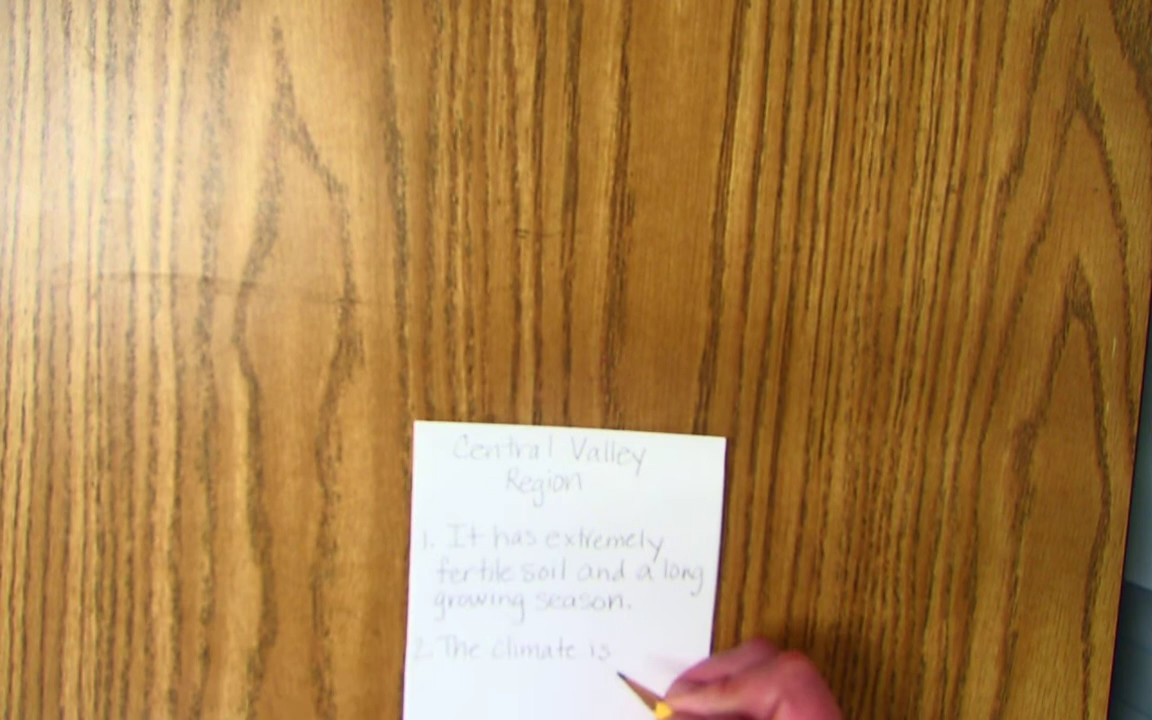 Central Valley
Region
1. It has extremely
fertile soil and a long
growing season.
2. The climate is